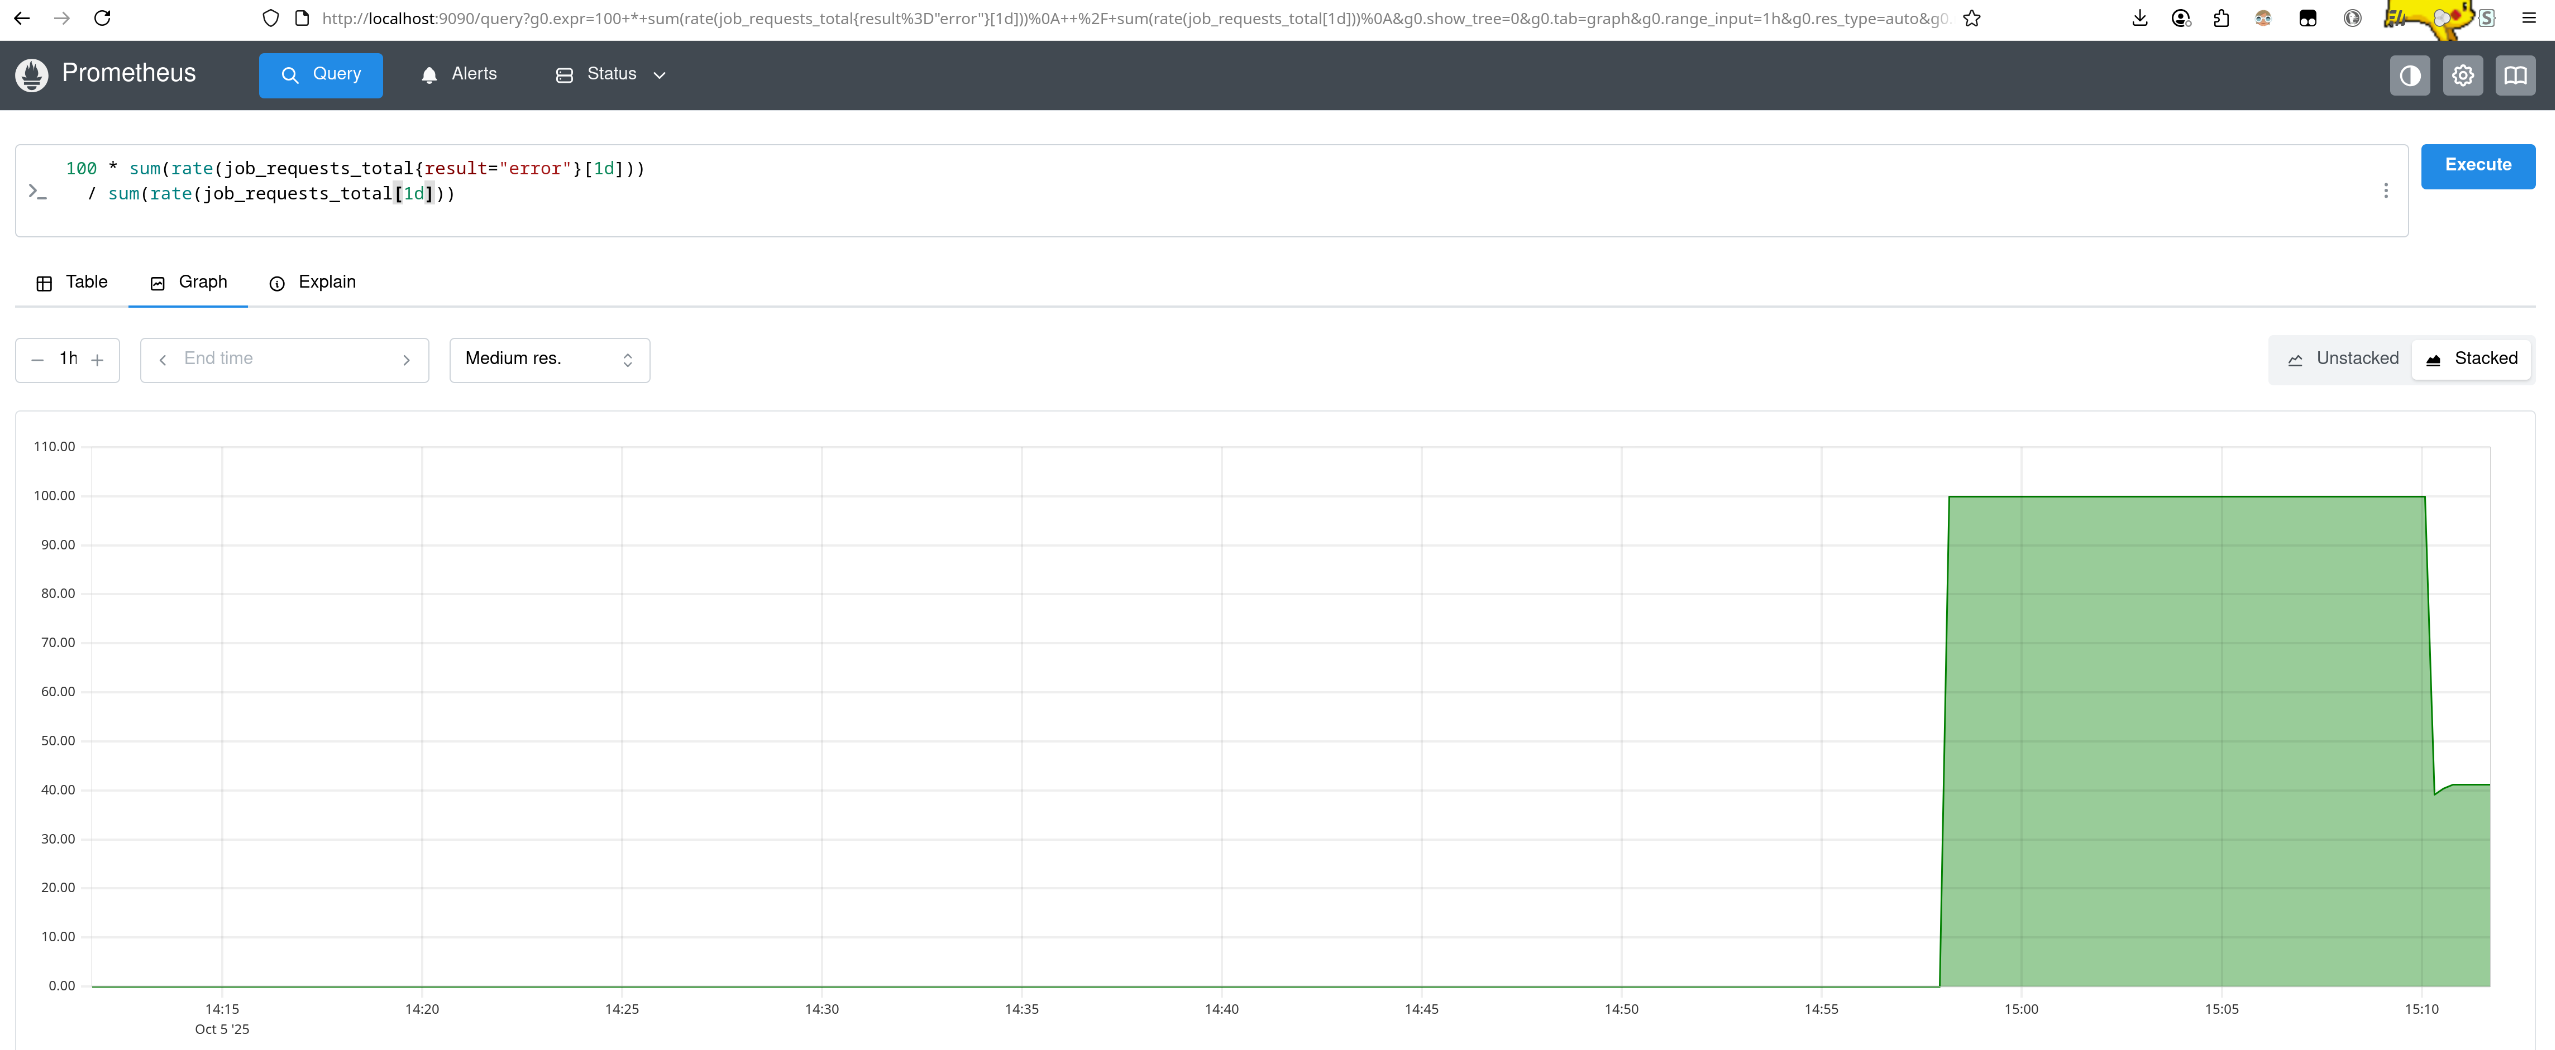 http://localhost:9090/query?g0.expr=100+*+sum(rate(job_requests_total{result%3D"error"}[1d]))%0A++%2F+sum(rate(job_requests_total[1d]))%0A&g0.show_tree=0&g0.tab=graph&g0.range_input=1h&g0.res_type=auto&g0.
Prometheus Query Alerts Status
100 * sum(rate(job_requests_total{result="error"}[1d]))
/ sum(rate(job_requests_total[1d]))
Execute
Table Graph Explain
1h End time Medium res. Unstacked Stacked
110.00
100.00
90.00
80.00
70.00
60.00
50.00
40.00
30.00
20.00
10.00
0.00
14:15 14:20 14:25 14:30 14:35 14:40 14:45 14:50 14:55 15:00 15:05 15:10
Oct 5 '25